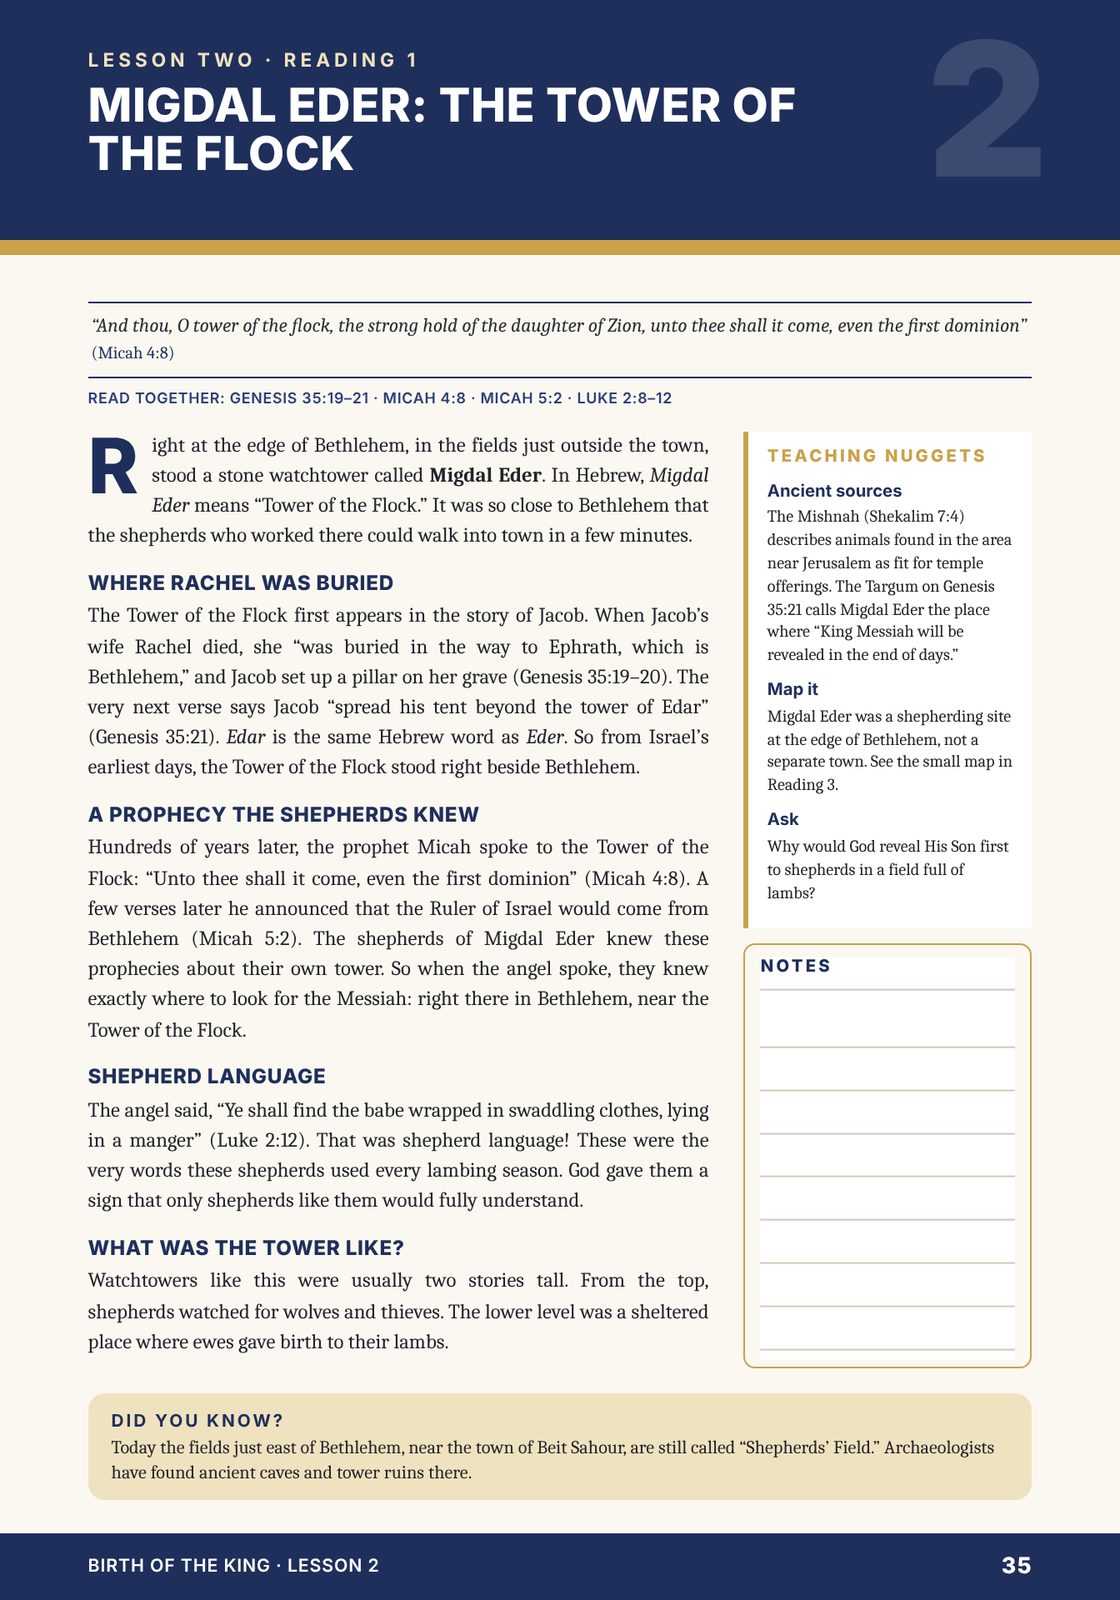 LESSON TWO · READING 1
2
MIGDAL EDER: THE TOWER OF
THE FLOCK
“And thou, O tower of the flock, the strong hold of the daughter of Zion, unto thee shall it come, even the first dominion”
(Micah 4:8)
READ TOGETHER: GENESIS 35:19–21 · MICAH 4:8 · MICAH 5:2 · LUKE 2:8–12
Right at the edge of Bethlehem, in the fields just outside the town,
stood a stone watchtower called Migdal Eder. In Hebrew, Migdal
Eder means “Tower of the Flock.” It was so close to Bethlehem that
the shepherds who worked there could walk into town in a few minutes.
WHERE RACHEL WAS BURIED
The Tower of the Flock first appears in the story of Jacob. When Jacob’s
wife Rachel died, she “was buried in the way to Ephrath, which is
Bethlehem,” and Jacob set up a pillar on her grave (Genesis 35:19–20). The
very next verse says Jacob “spread his tent beyond the tower of Edar”
(Genesis 35:21). Edar is the same Hebrew word as Eder. So from Israel’s
earliest days, the Tower of the Flock stood right beside Bethlehem.
A PROPHECY THE SHEPHERDS KNEW
Hundreds of years later, the prophet Micah spoke to the Tower of the
Flock: “Unto thee shall it come, even the first dominion” (Micah 4:8). A
few verses later he announced that the Ruler of Israel would come from
Bethlehem (Micah 5:2). The shepherds of Migdal Eder knew these
prophecies about their own tower. So when the angel spoke, they knew
exactly where to look for the Messiah: right there in Bethlehem, near the
Tower of the Flock.
SHEPHERD LANGUAGE
The angel said, “Ye shall find the babe wrapped in swaddling clothes, lying
in a manger” (Luke 2:12). That was shepherd language! These were the
very words these shepherds used every lambing season. God gave them a
sign that only shepherds like them would fully understand.
WHAT WAS THE TOWER LIKE?
Watchtowers like this were usually two stories tall. From the top,
shepherds watched for wolves and thieves. The lower level was a sheltered
place where ewes gave birth to their lambs.
TEACHING NUGGETS
Ancient sources
The Mishnah (Shekalim 7:4)
describes animals found in the area
near Jerusalem as fit for temple
offerings. The Targum on Genesis
35:21 calls Migdal Eder the place
where “King Messiah will be
revealed in the end of days.”
Map it
Migdal Eder was a shepherding site
at the edge of Bethlehem, not a
separate town. See the small map in
Reading 3.
Ask
Why would God reveal His Son first
to shepherds in a field full of
lambs?
NOTES
DID YOU KNOW?
Today the fields just east of Bethlehem, near the town of Beit Sahour, are still called “Shepherds’ Field.” Archaeologists
have found ancient caves and tower ruins there.
BIRTH OF THE KING · LESSON 2
35